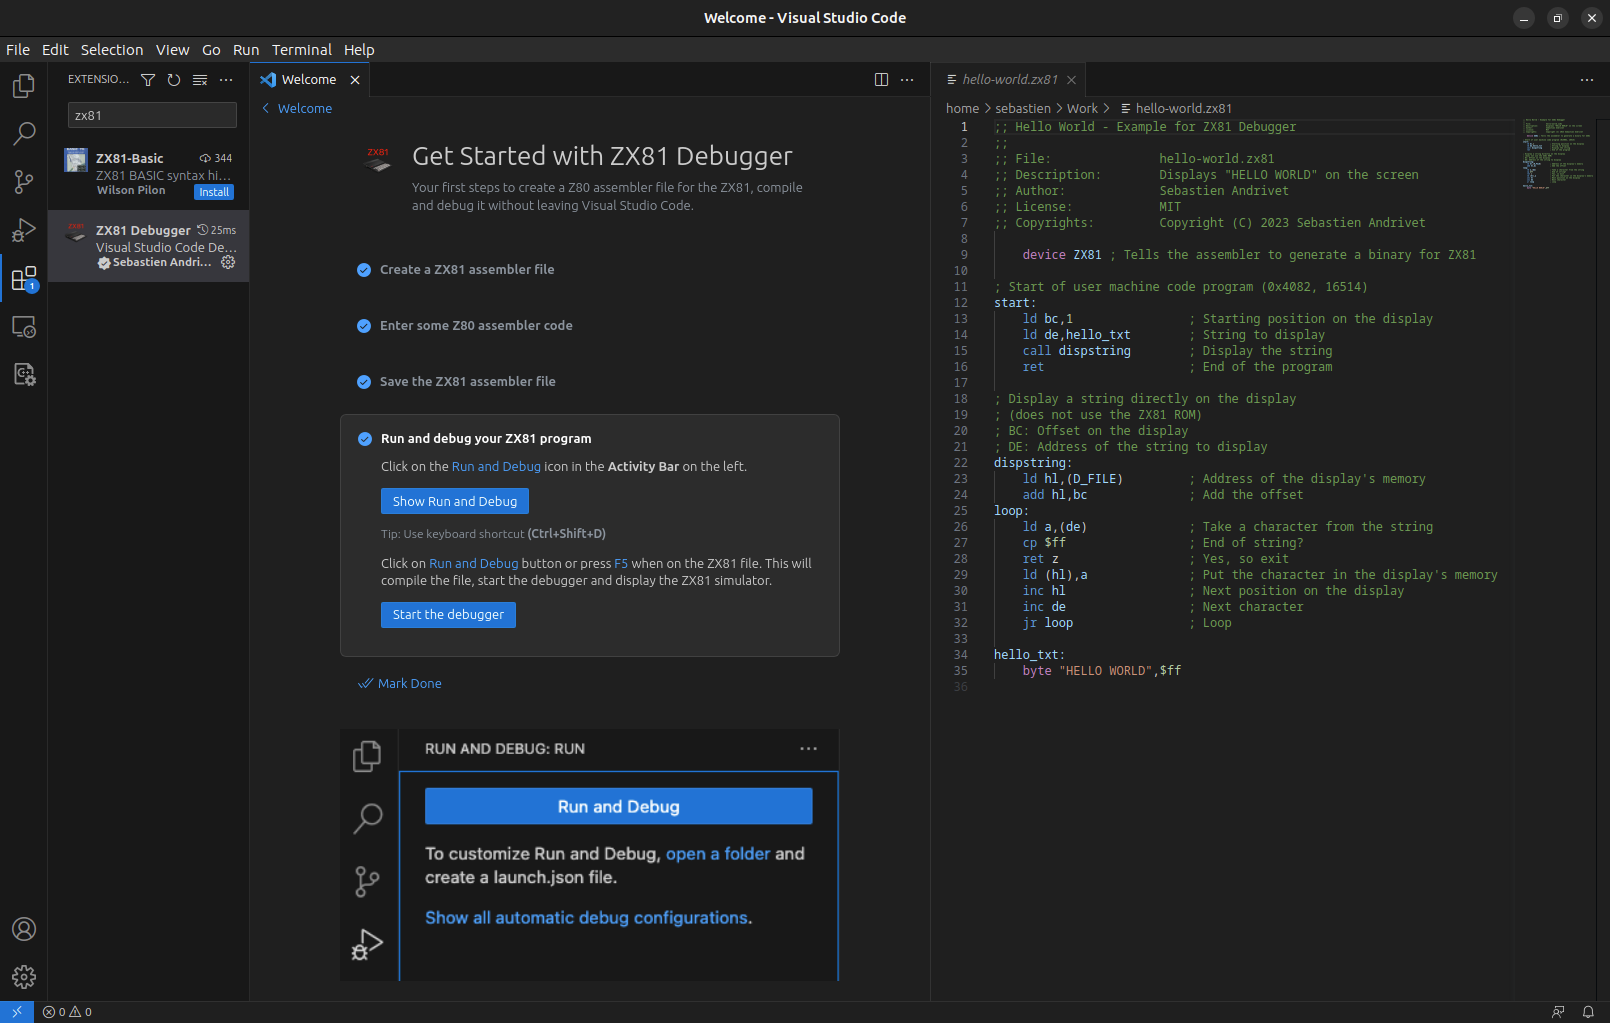 Welcome - Visual Studio Code
File Edit Selection View Go Run Terminal Help
EXTENSIO...
zx81
ZX81-Basic 344
ZX81 BASIC syntax hi...
Wilson Pilon Install
ZX81 Debugger 25ms
Visual Studio Code De...
Sebastien Andri...
1
Welcome
Welcome
ZX81
Get Started with ZX81 Debugger
Your first steps to create a Z80 assembler file for the ZX81, compile
and debug it without leaving Visual Studio Code.
Create a ZX81 assembler file
Enter some Z80 assembler code
Save the ZX81 assembler file
Run and debug your ZX81 program
Click on the Run and Debug icon in the Activity Bar on the left.
Show Run and Debug
Tip: Use keyboard shortcut (Ctrl+Shift+D)
Click on Run and Debug button or press F5 when on the ZX81 file. This will
compile the file, start the debugger and display the ZX81 simulator.
Start the debugger
Mark Done
RUN AND DEBUG: RUN
Run and Debug
To customize Run and Debug, open a folder and
create a launch.json file.
Show all automatic debug configurations.
hello-world.zx81
home > sebastien > Work > hello-world.zx81
1 ;; Hello World - Example for ZX81 Debugger
2 ;;
3 ;; File: hello-world.zx81
4 ;; Description: Displays "HELLO WORLD" on the screen
5 ;; Author: Sebastien Andrivet
6 ;; License: MIT
7 ;; Copyrights: Copyright (C) 2023 Sebastien Andrivet
8
9 device ZX81 ; Tells the assembler to generate a binary for ZX81
10
11 ; Start of user machine code program (0x4082, 16514)
12 start:
13 ld bc,1 ; Starting position on the display
14 ld de,hello_txt ; String to display
15 call dispstring ; Display the string
16 ret ; End of the program
17
18 ; Display a string directly on the display
19 ; (does not use the ZX81 ROM)
20 ; BC: Offset on the display
21 ; DE: Address of the string to display
22 dispstring:
23 ld hl,(D_FILE) ; Address of the display's memory
24 add hl,bc ; Add the offset
25 loop:
26 ld a,(de) ; Take a character from the string
27 cp $ff ; End of string?
28 ret z ; Yes, so exit
29 ld (hl),a ; Put the character in the display's memory
30 inc hl ; Next position on the display
31 inc de ; Next character
32 jr loop ; Loop
33
34 hello_txt:
35 byte "HELLO WORLD",$ff
36
0 0